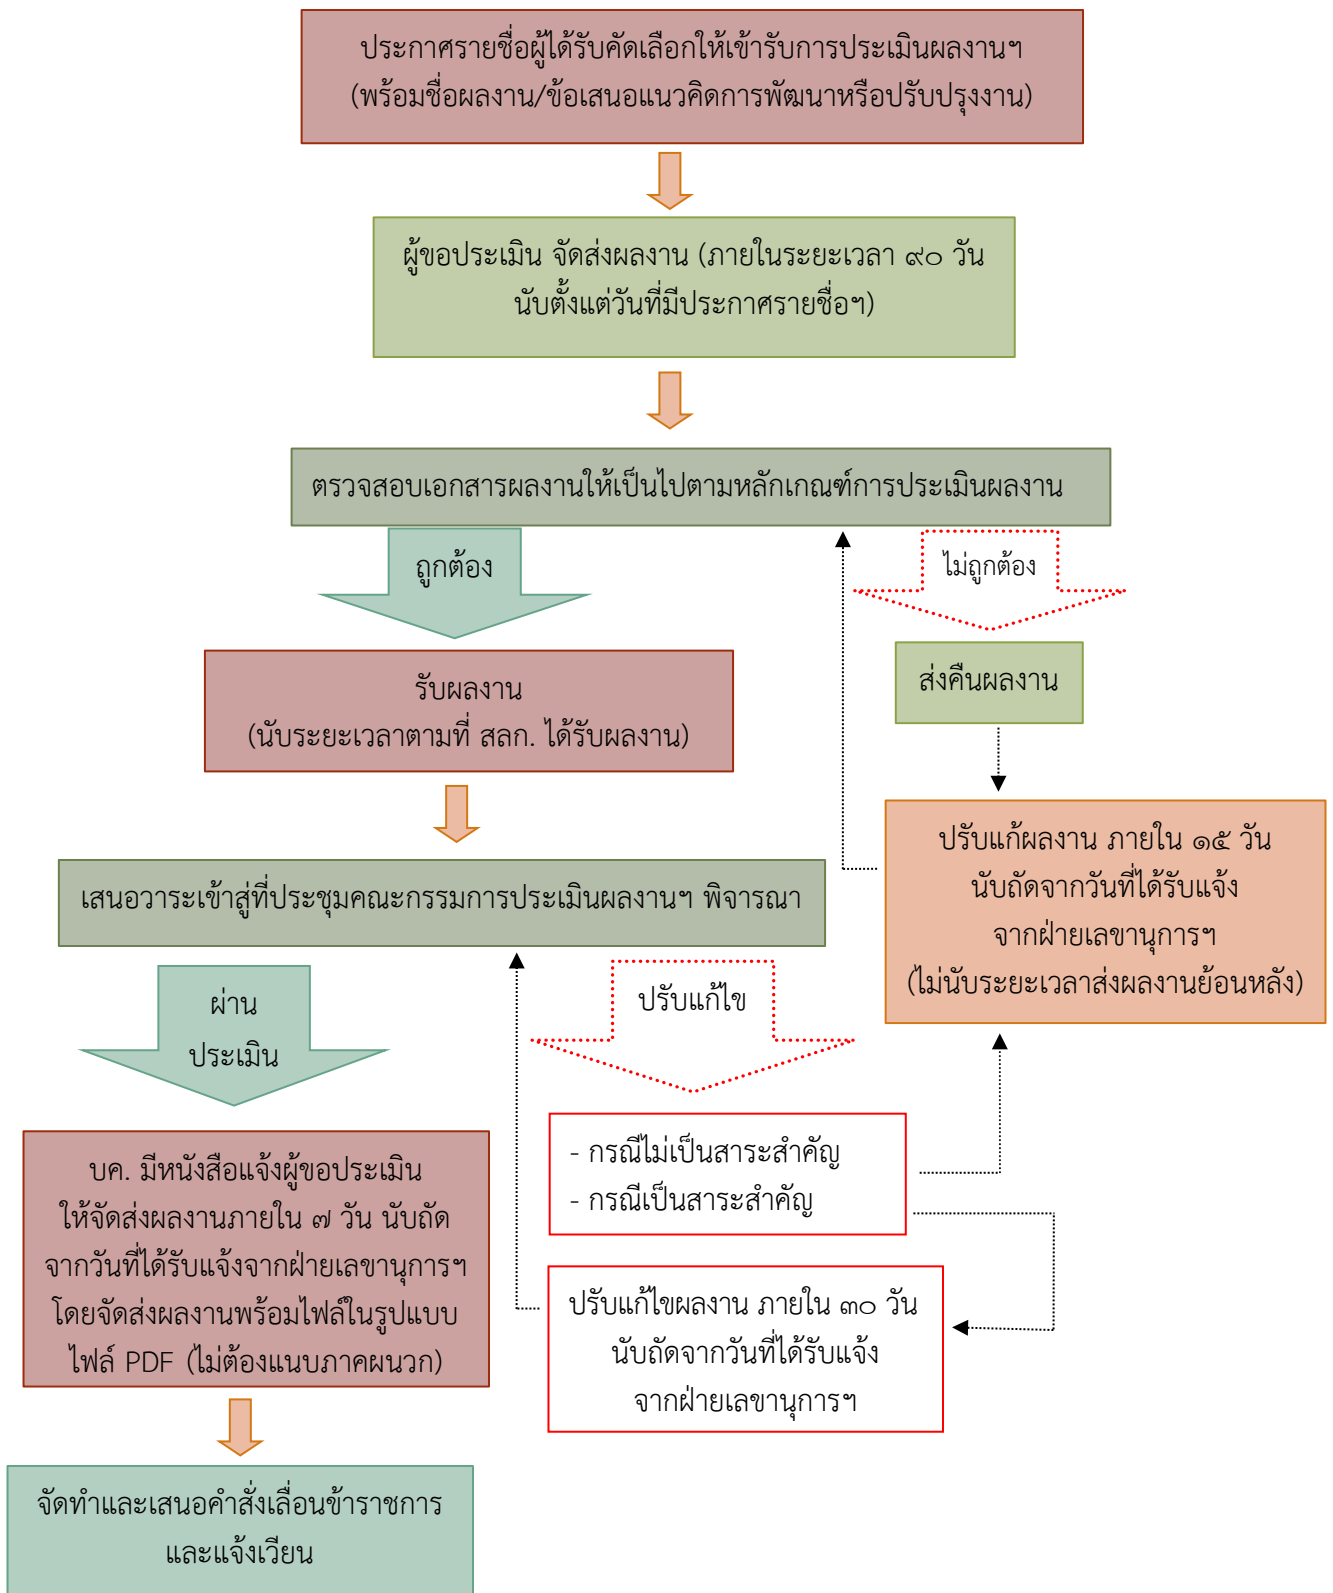 ประกาศรายชื่อผู้ได้รับคัดเลือกให้เข้ารับการประเมินผลงานฯ
(พร้อมชื่อผลงาน/ข้อเสนอแนวคิดการพัฒนาหรือปรับปรุงงาน)
ผู้ขอประเมิน จัดส่งผลงาน (ภายในระยะเวลา ๙๐ วัน
นับตั้งแต่วันที่มีประกาศรายชื่อฯ)
ตรวจสอบเอกสารผลงานให้เป็นไปตามหลักเกณฑ์การประเมินผลงาน
ถูกต้อง
ไม่ถูกต้อง
รับผลงาน
(นับระยะเวลาตามที่ สลก. ได้รับผลงาน)
ส่งคืนผลงาน
ปรับแก้ผลงาน ภายใน ๑๕ วัน
นับถัดจากวันที่ได้รับแจ้ง
จากฝ่ายเลขานุการฯ
(ไม่นับระยะเวลาส่งผลงานย้อนหลัง)
เสนอวาระเข้าสู่ที่ประชุมคณะกรรมการประเมินผลงานฯ พิจารณา
ผ่าน
ประเมิน
ปรับแก้ไข
- กรณีไม่เป็นสาระสำคัญ
- กรณีเป็นสาระสำคัญ
บค. มีหนังสือแจ้งผู้ขอประเมิน
ให้จัดส่งผลงานภายใน ๗ วัน นับถัด
จากวันที่ได้รับแจ้งจากฝ่ายเลขานุการฯ
โดยจัดส่งผลงานพร้อมไฟล์ในรูปแบบ
ไฟล์ PDF (ไม่ต้องแนบภาคผนวก)
ปรับแก้ไขผลงาน ภายใน ๓๐ วัน
นับถัดจากวันที่ได้รับแจ้ง
จากฝ่ายเลขานุการฯ
จัดทำและเสนอคำสั่งเลื่อนข้าราชการ
และแจ้งเวียน